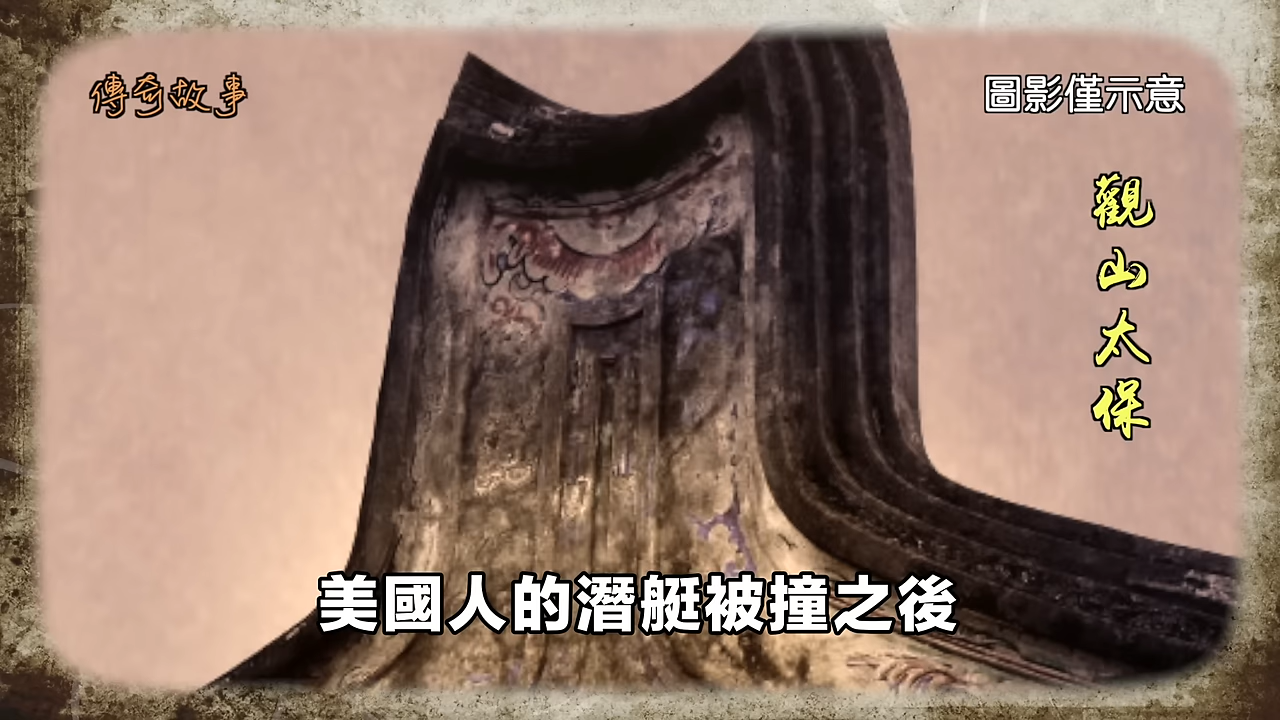 傳奇故事
圖影僅示意
觀山太保
美國人的潛艇被撞之後